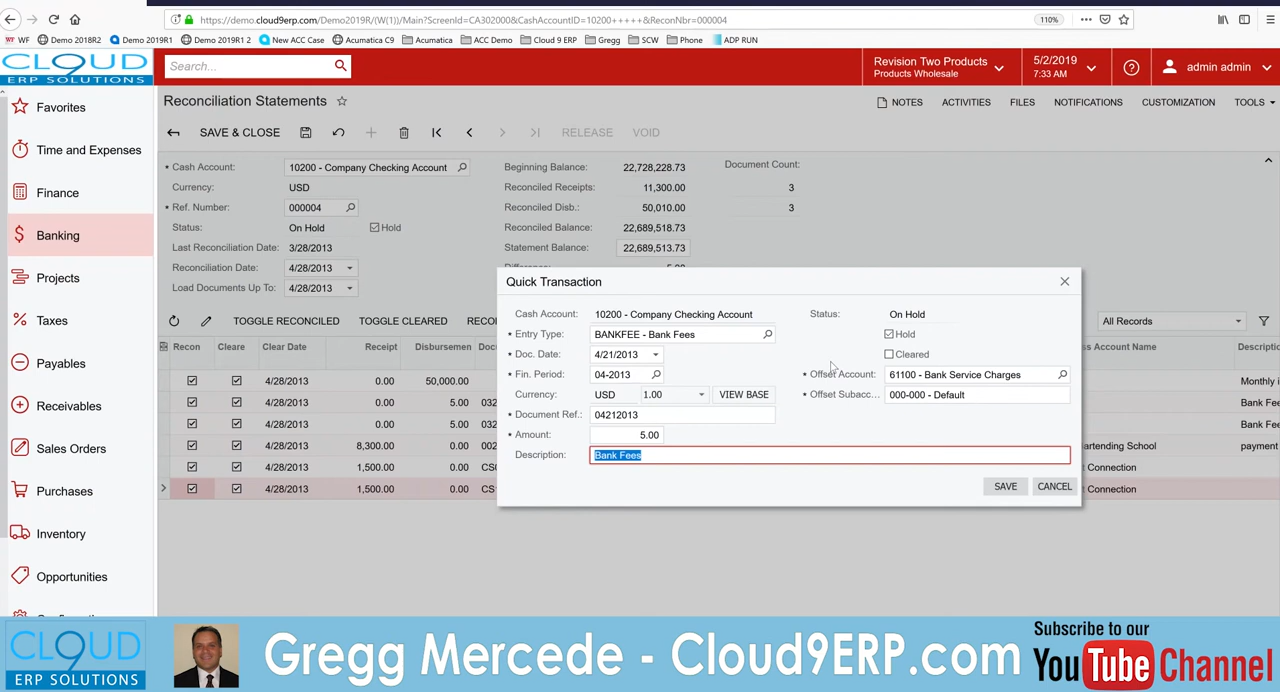 https://demo.cloud9erp.com/Demo2019R/(W(1))/Main?ScreenId=CA302000&CashAccountID=10200+++++&ReconNbr=000004
110%
WF Demo 2018R2 Demo 2019R1 Demo 2019R1 2 New ACC Case Acumatica C9 Acumatica ACC Demo Cloud 9 ERP Gregg SCW Phone ADP RUN
CLOUD
ERP SOLUTIONS
Search...
Revision Two Products
Products Wholesale
5/2/2019
7:33 AM
admin admin
Favorites
Time and Expenses
Finance
Banking
Projects
Taxes
Payables
Receivables
Sales Orders
Purchases
Inventory
Opportunities
Reconciliation Statements
NOTES ACTIVITIES FILES NOTIFICATIONS CUSTOMIZATION TOOLS
SAVE & CLOSE RELEASE VOID
Cash Account: 10200 - Company Checking Account
Currency: USD
Ref. Number: 000004
Status: On Hold Hold
Last Reconciliation Date: 3/28/2013
Reconciliation Date: 4/28/2013
Load Documents Up To: 4/28/2013
Beginning Balance: 22,728,228.73
Reconciled Receipts: 11,300.00
Reconciled Disb.: 50,010.00
Reconciled Balance: 22,689,518.73
Statement Balance: 22,689,513.73
Document Count:
3
3
TOGGLE RECONCILED TOGGLE CLEARED RECO
All Records
Recon Cleare Clear Date Receipt Disbursemen Doc s Account Name Descripti
4/28/2013 0.00 50,000.00 Monthly i
4/28/2013 0.00 5.00 032 Bank Fee
4/28/2013 0.00 5.00 022 Bank Fee
4/28/2013 8,300.00 0.00 002 artending School payment
4/28/2013 1,500.00 0.00 CS0 t Connection
4/28/2013 1,500.00 0.00 CS1 t Connection
Quick Transaction
Cash Account: 10200 - Company Checking Account
Entry Type: BANKFEE - Bank Fees
Doc. Date: 4/21/2013
Fin. Period: 04-2013
Currency: USD 1.00 VIEW BASE
Document Ref.: 04212013
Amount: 5.00
Description: Bank Fees
Status: On Hold
Hold
Cleared
Offset Account: 61100 - Bank Service Charges
Offset Subacc... 000-000 - Default
SAVE CANCEL
CLOUD
ERP SOLUTIONS
Gregg Mercede - Cloud9ERP.com
Subscribe to our
YouTube Channel